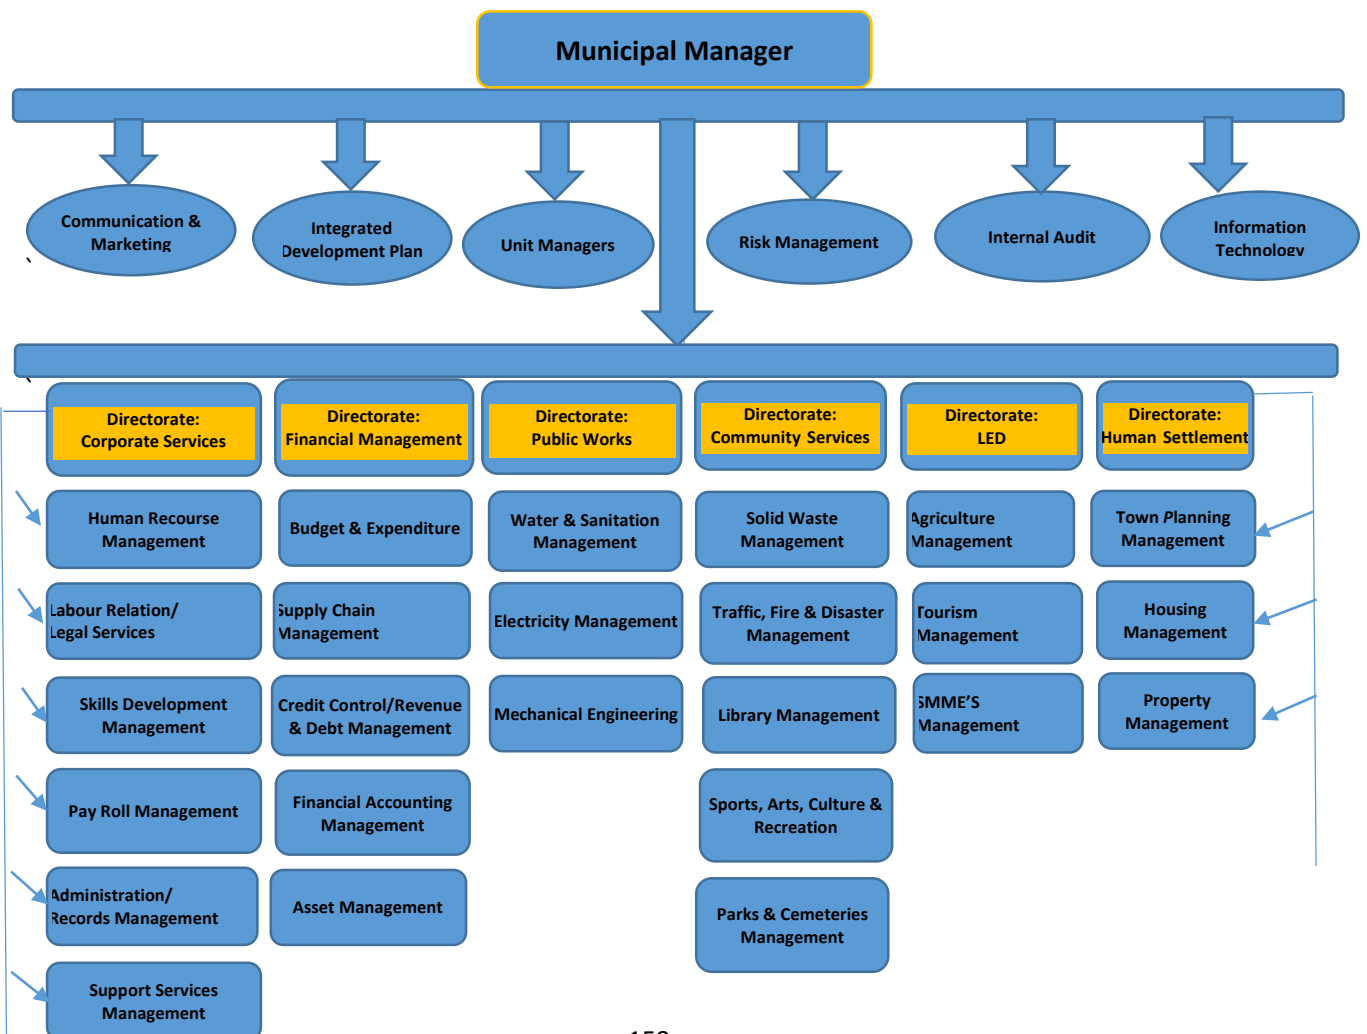 Municipal Manager
Communication &
Marketing
Integrated
Development Plan
Unit Managers
Risk Management
Internal Audit
Information
Technology
`
`
Directorate:
Corporate Services
Directorate:
Financial Management
Directorate:
Public Works
Directorate:
Community Services
Directorate:
LED
Directorate:
Human Settlement
Human Recourse
Management
Budget & Expenditure
Water & Sanitation
Management
Solid Waste
Management
Agriculture
Management
Town Planning
Management
Labour Relation/
Legal Services
Supply Chain
Management
Electricity Management
Traffic, Fire & Disaster
Management
Tourism
Management
Housing
Management
Skills Development
Management
Credit Control/Revenue
& Debt Management
Mechanical Engineering
Library Management
SMME'S
Management
Property
Management
Pay Roll Management
Financial Accounting
Management
Sports, Arts, Culture &
Recreation
Administration/
Records Management
Asset Management
Parks & Cemeteries
Management
Support Services
Management